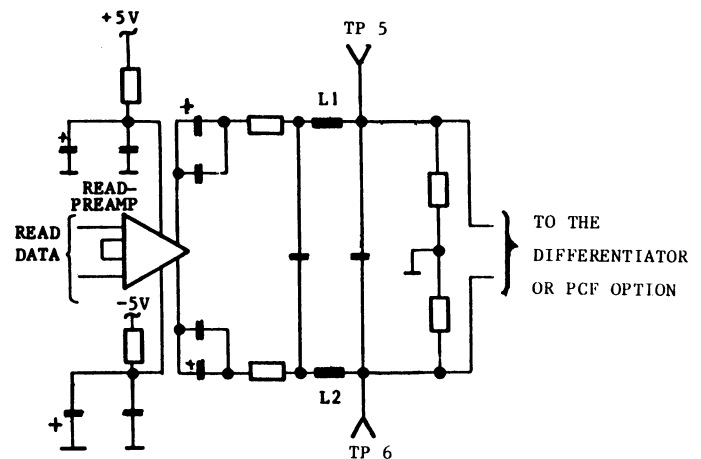 +5V
TP 5
+
L1
+
READ-
PREAMP
READ
DATA
TO THE
DIFFERENTIATOR
OR PCF OPTION
-5V
+
+
L2
TP 6